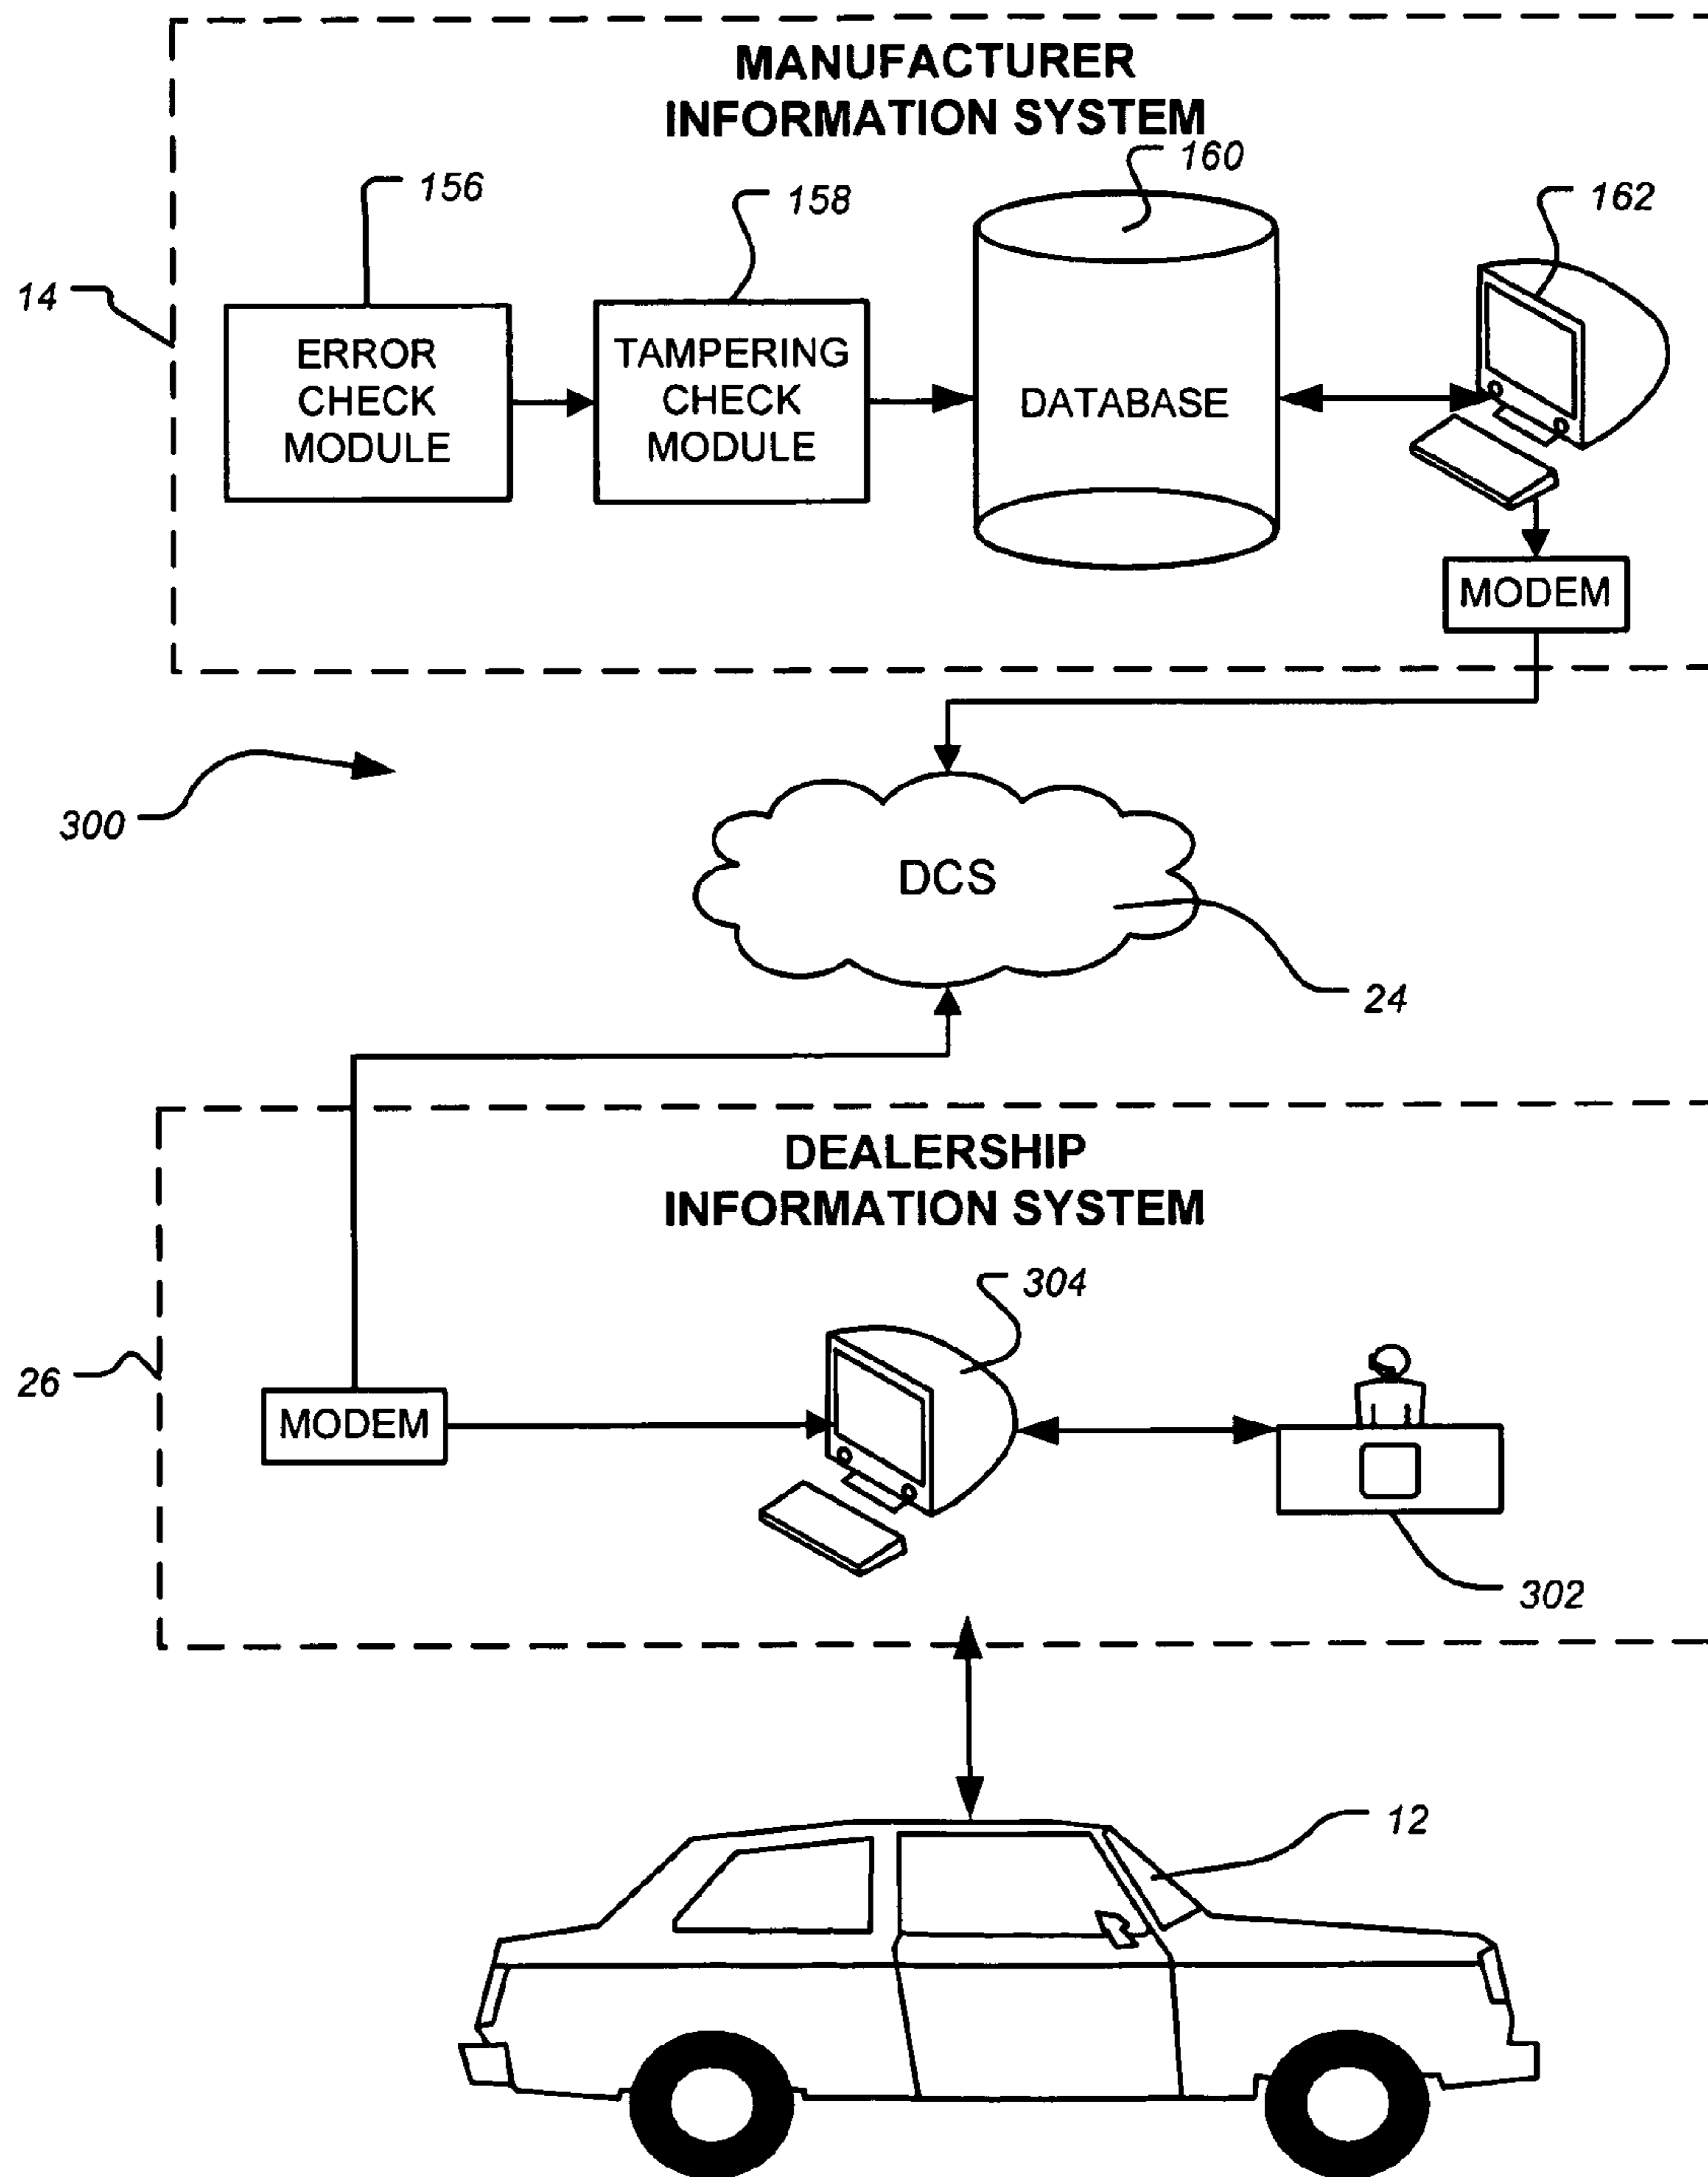 MANUFACTURER
INFORMATION SYSTEM
160
156
158
162
14
ERROR
CHECK
MODULE
TAMPERING
CHECK
MODULE
DATABASE
MODEM
300
DCS
24
DEALERSHIP
INFORMATION SYSTEM
304
26
MODEM
302
12